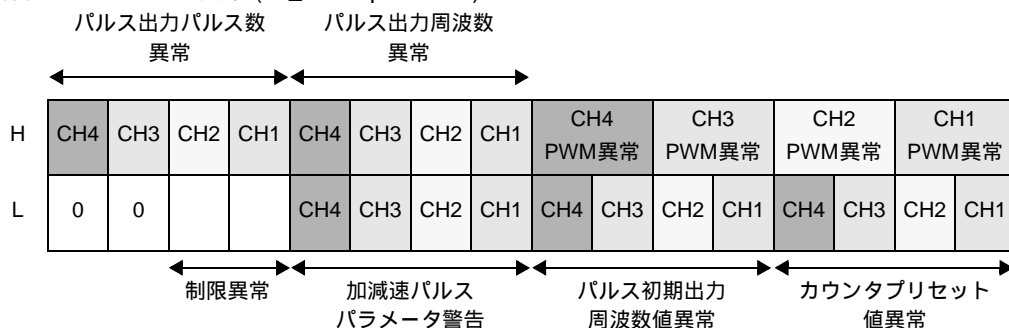 パルス出力パルス数 パルス出力周波数
異常 異常
H CH4 CH3 CH2 CH1 CH4 CH3 CH2 CH1 CH4 CH3 CH2 CH1
PWM異常 PWM異常 PWM異常 PWM異常
L 0 0 CH4 CH3 CH2 CH1 CH4 CH3 CH2 CH1 CH4 CH3 CH2 CH1
制限異常 加減速パルス パルス初期出力 カウンタプリセット
パラメータ警告 周波数値異常 値異常